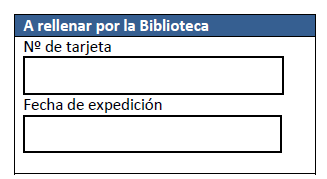 A rellenar por la Biblioteca
Nº de tarjeta
Fecha de expedición